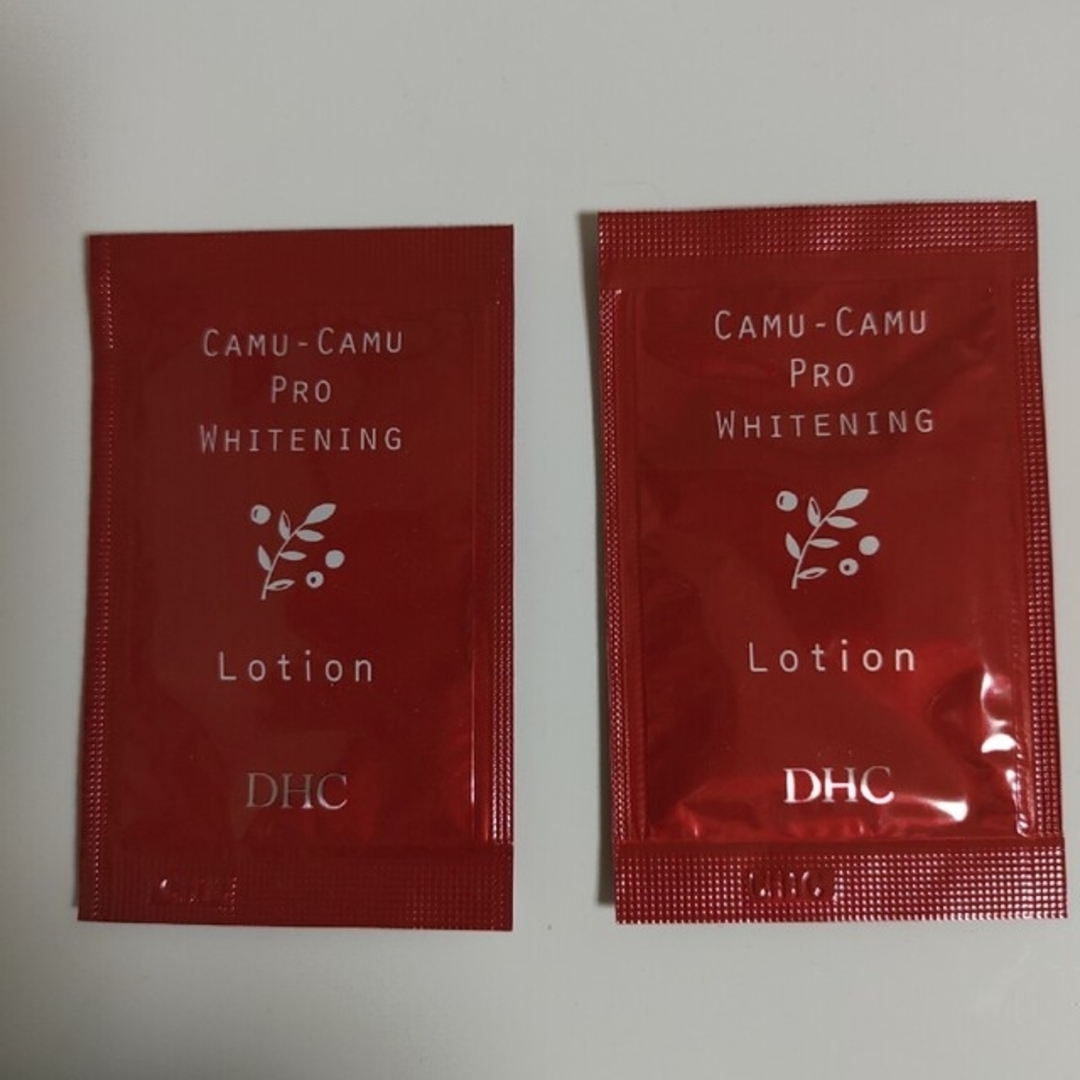 CAMU-CAMU
PRO
WHITENING
Lotion
DHC
CAMU-CAMU
PRO
WHITENING
Lotion
DHC